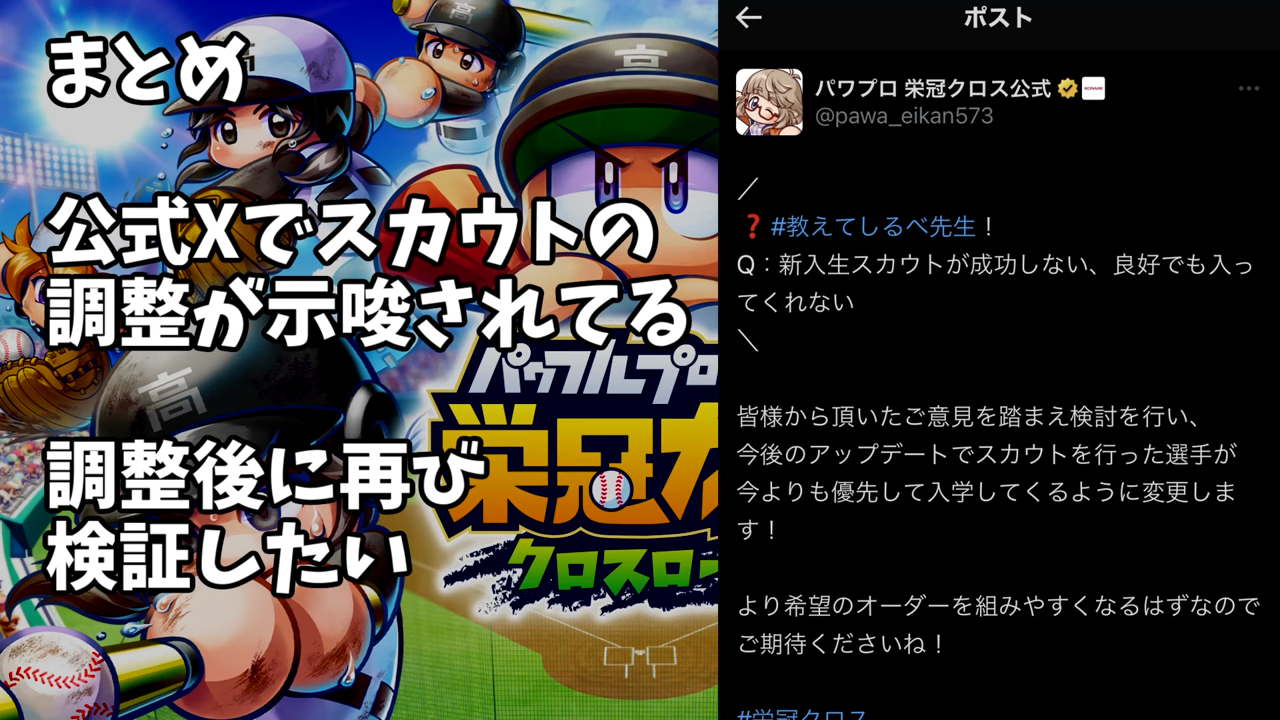 まとめ
公式Xでスカウトの
調整が示唆されてる
調整後に再び
検証したい
高
高
高
パワフルプロ
栄冠
クロスロー
ポスト
パワプロ 栄冠クロス公式
KONAMI
@pawa_eikan573
／
❓ #教えてしるべ先生！
Q：新入生スカウトが成功しない、良好でも入っ
てくれない
＼
皆様から頂いたご意見を踏まえ検討を行い、
今後のアップデートでスカウトを行った選手が
今よりも優先して入学してくるように変更しま
す！
より希望のオーダーを組みやすくなるはずなので
ご期待くださいね！
#栄冠クロス